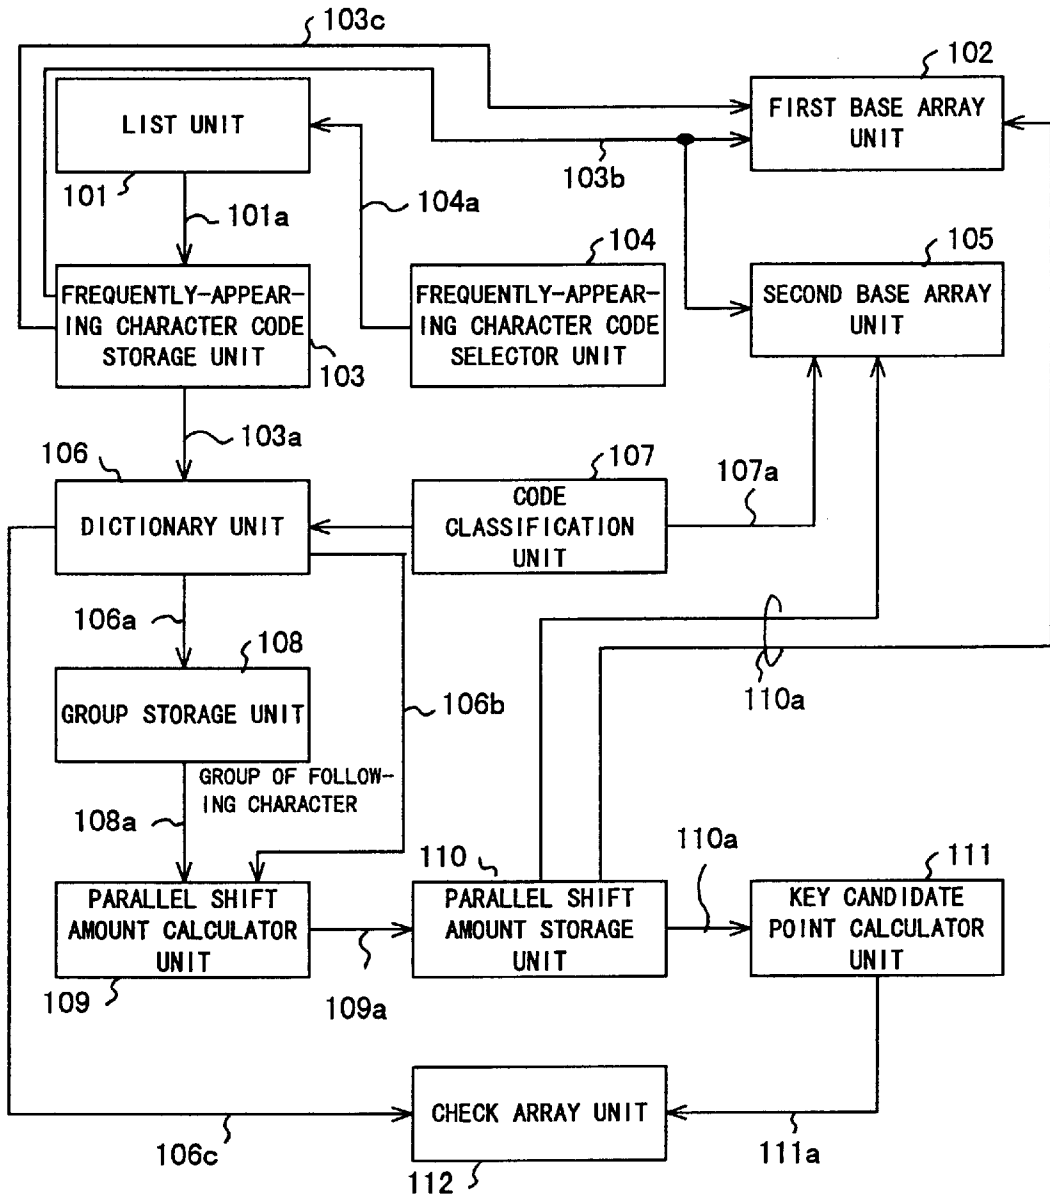 103c
102
LIST UNIT
FIRST BASE ARRAY
UNIT
101
101a
104a
103b
104
105
FREQUENTLY-APPEAR-
ING CHARACTER CODE
STORAGE UNIT
103
FREQUENTLY-APPEAR-
ING CHARACTER CODE
SELECTOR UNIT
SECOND BASE ARRAY
UNIT
103a
106
107
107a
DICTIONARY UNIT
CODE
CLASSIFICATION
UNIT
106a
108
106b
110a
GROUP STORAGE UNIT
GROUP OF FOLLOW-
ING CHARACTER
108a
110
110a
111
PARALLEL SHIFT
AMOUNT CALCULATOR
UNIT
PARALLEL SHIFT
AMOUNT STORAGE
UNIT
KEY CANDIDATE
POINT CALCULATOR
UNIT
109
109a
CHECK ARRAY UNIT
106c
112
111a